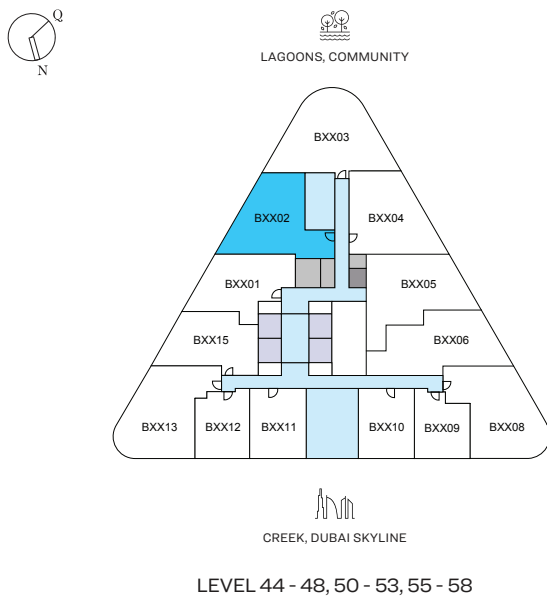 Q
N
LAGOONS, COMMUNITY
BXX03
BXX02
BXX04
BXX01
BXX05
BXX15
BXX06
BXX13
BXX12
BXX11
BXX10
BXX09
BXX08
CREEK, DUBAI SKYLINE
LEVEL 44 - 48, 50 - 53, 55 - 58